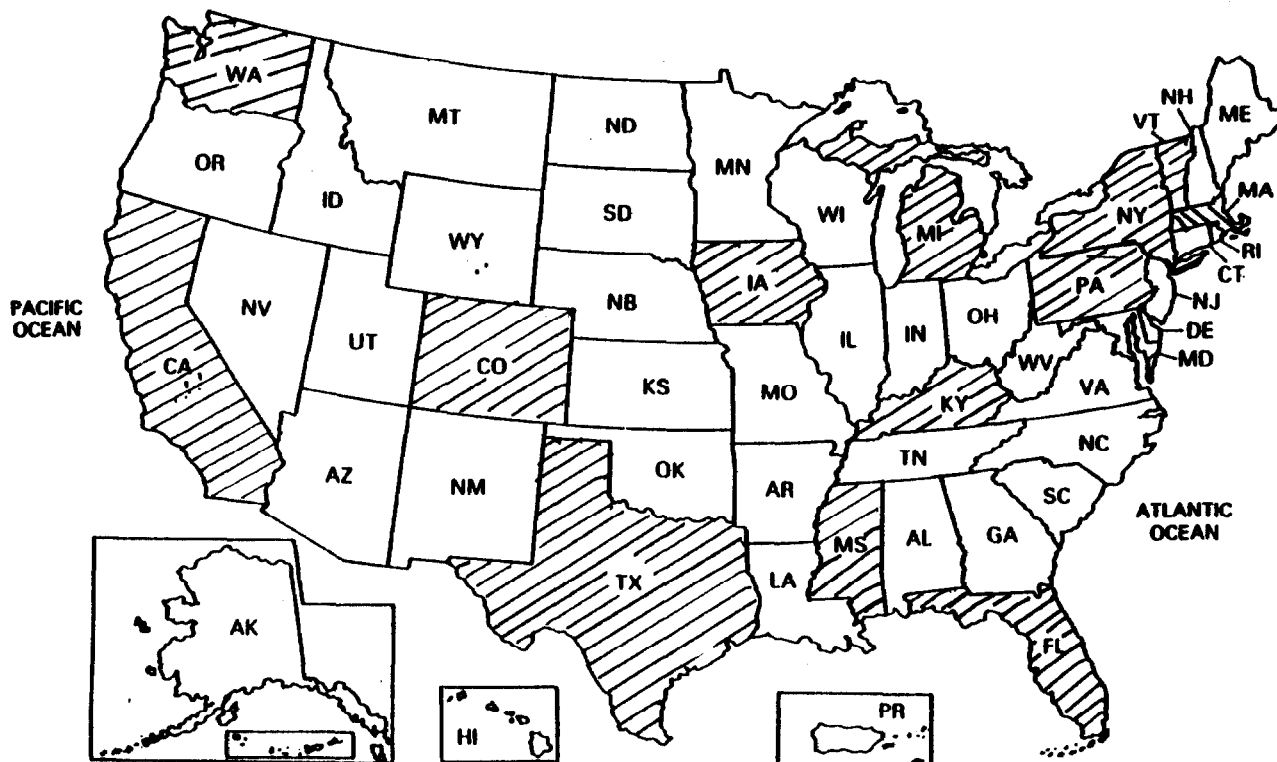 WA
MT
ND
MN
NH
VT
ME
OR
ID
SD
WI
MI
NY
MA
WY
RI
CT
PACIFIC
OCEAN
NV
UT
CO
NB
IA
IL
IN
OH
PA
NJ
DE
MD
WV
VA
CA
KS
MO
KY
AZ
NM
OK
AR
TN
NC
SC
ATLANTIC
OCEAN
TX
LA
MS
AL
GA
FL
AK
HI
PR